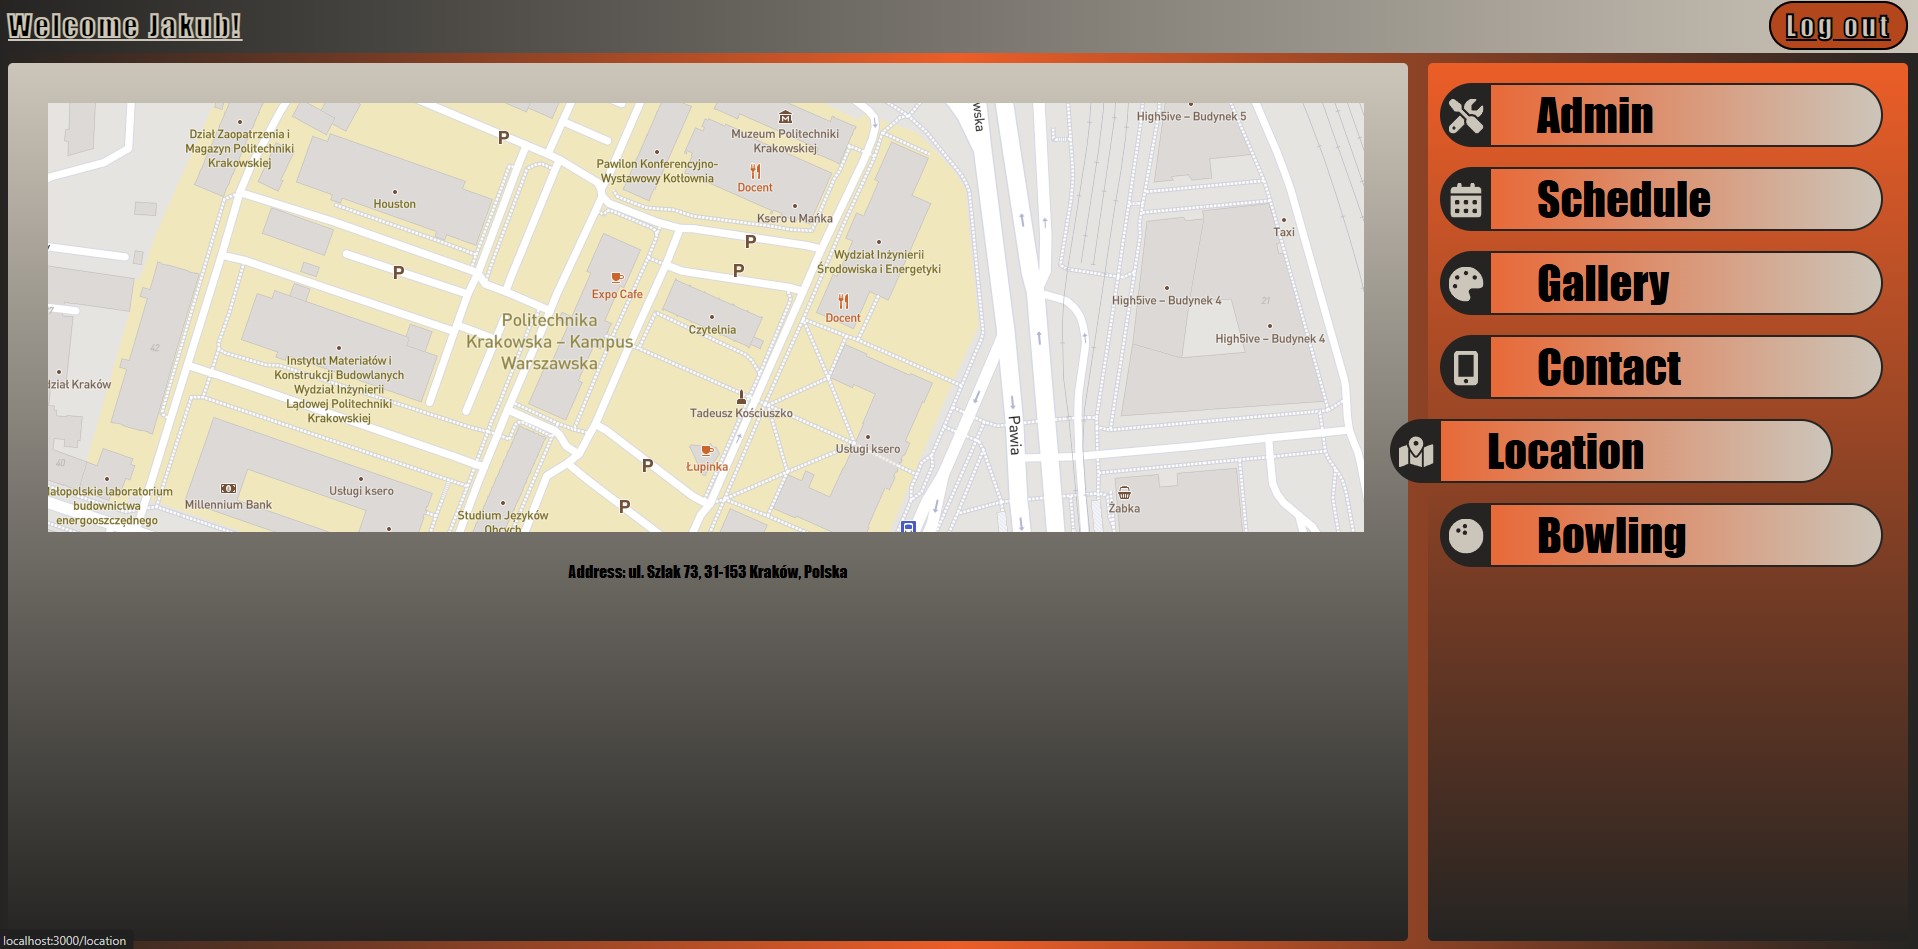 Welcome Jakub!
Log out
wska
High5ive – Budynek 5
Dział Zaopatrzenia i
Magazyn Politechniki
Krakowskiej
P
Muzeum Politechniki
Krakowskiej
Pawilon Konferencyjno-
Wystawowy Kotłownia
Docent
Houston
Ksero u Mańka
Taxi
P
Wydział Inżynierii
Środowiska i Energetyki
P
P
Expo Cafe
High5ive – Budynek 4
21
Docent
Politechnika
Krakowska – Kampus
Warszawska
Czytelnia
High5ive – Budynek 4
42
Instytut Materiałów i
Konstrukcji Budowlanych
Wydział Inżynierii
Lądowej Politechniki
Krakowskiej
dział Kraków
Tadeusz Kościuszko
Pawia
Usługi ksero
40
P
Łupinka
ałopolskie laboratorium
budownictwa
energooszczędnego
Millennium Bank
Usługi ksero
P
Studium Języków
Obcych
Żabka
Address: ul. Szlak 73, 31-153 Kraków, Polska
Admin
Schedule
Gallery
Contact
Location
Bowling
localhost:3000/location